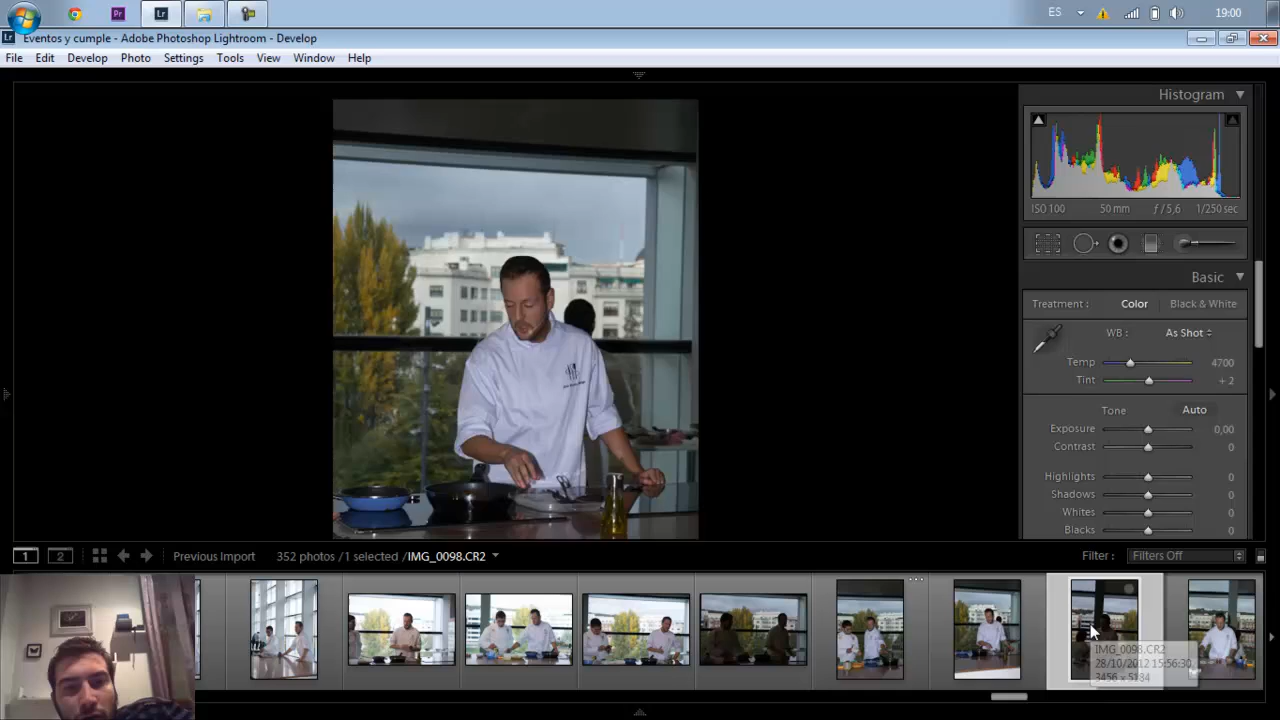 ES 19:00
Eventos y cumple - Adobe Photoshop Lightroom - Develop
File Edit Develop Photo Settings Tools View Window Help
Histogram
ISO 100 50 mm ƒ / 5,6 1/250 sec
Basic
Treatment : Color Black & White
WB : As Shot
Temp 4700
Tint + 2
Tone Auto
Exposure 0,00
Contrast 0
Highlights 0
Shadows 0
Whites 0
Blacks 0
1 2 Previous Import 352 photos / 1 selected / IMG_0098.CR2 Filter : Filters Off
IMG_0098.CR2
28/10/2012 15:56:30
3456 x 5184